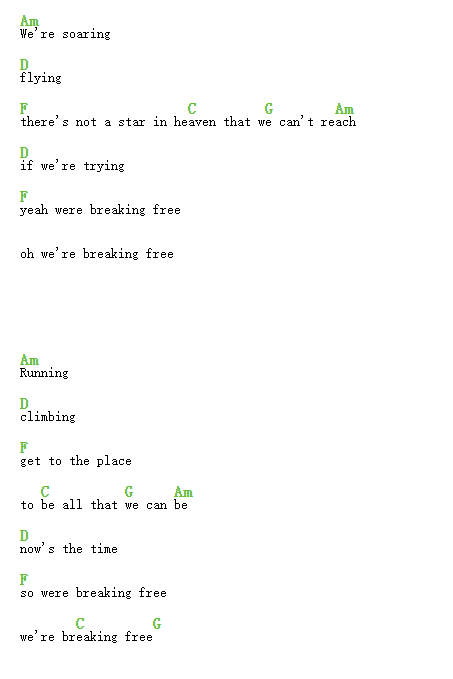 Am
We're soaring
D
flying
F C G Am
there's not a star in heaven that we can't reach
D
if we're trying
F
yeah were breaking free
oh we're breaking free
Am
Running
D
climbing
F
get to the place
C G Am
to be all that we can be
D
now's the time
F
so were breaking free
C G
we're breaking free